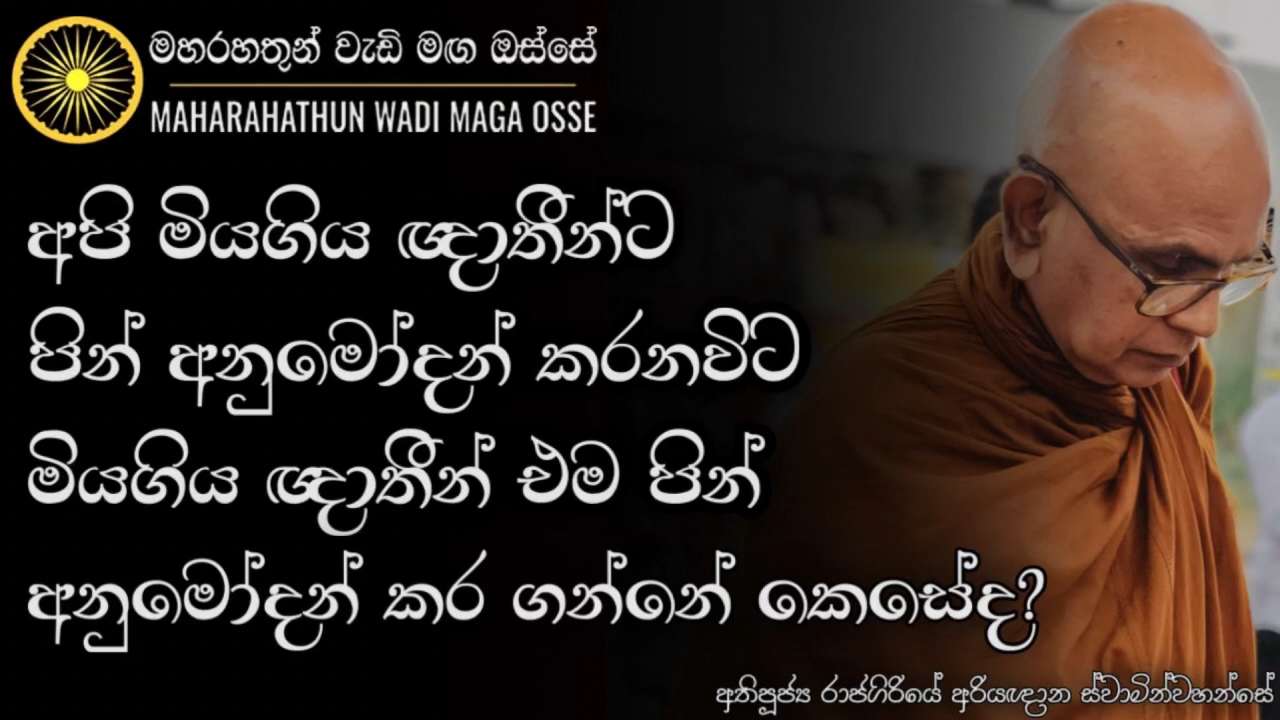 මහරහතුන් වැඩි මඟ ඔස්සේ
MAHARAHATHUN WADI MAGA OSSE
අපි මියගිය ඥාතීන්ට
පින් අනුමෝදන් කරනවිට
මියගිය ඥාතීන් එම පින්
අනුමෝදන් කර ගන්නේ කෙසේද?
අතිපූජ්‍ය රාජගිරියේ අරියඥාන ස්වාමින්වහන්සේ